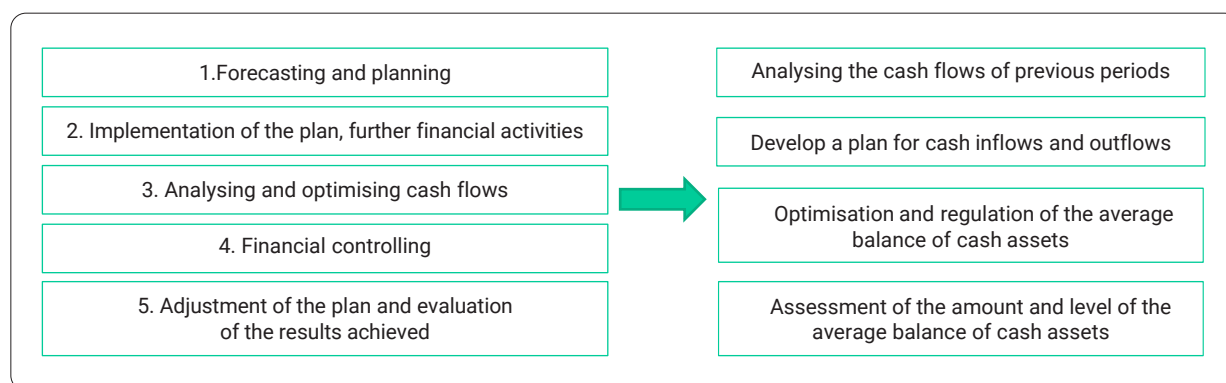 1.Forecasting and planning
2. Implementation of the plan, further financial activities
3. Analysing and optimising cash flows
4. Financial controlling
5. Adjustment of the plan and evaluation
of the results achieved
Analysing the cash flows of previous periods
Develop a plan for cash inflows and outflows
Optimisation and regulation of the average
balance of cash assets
Assessment of the amount and level of the
average balance of cash assets